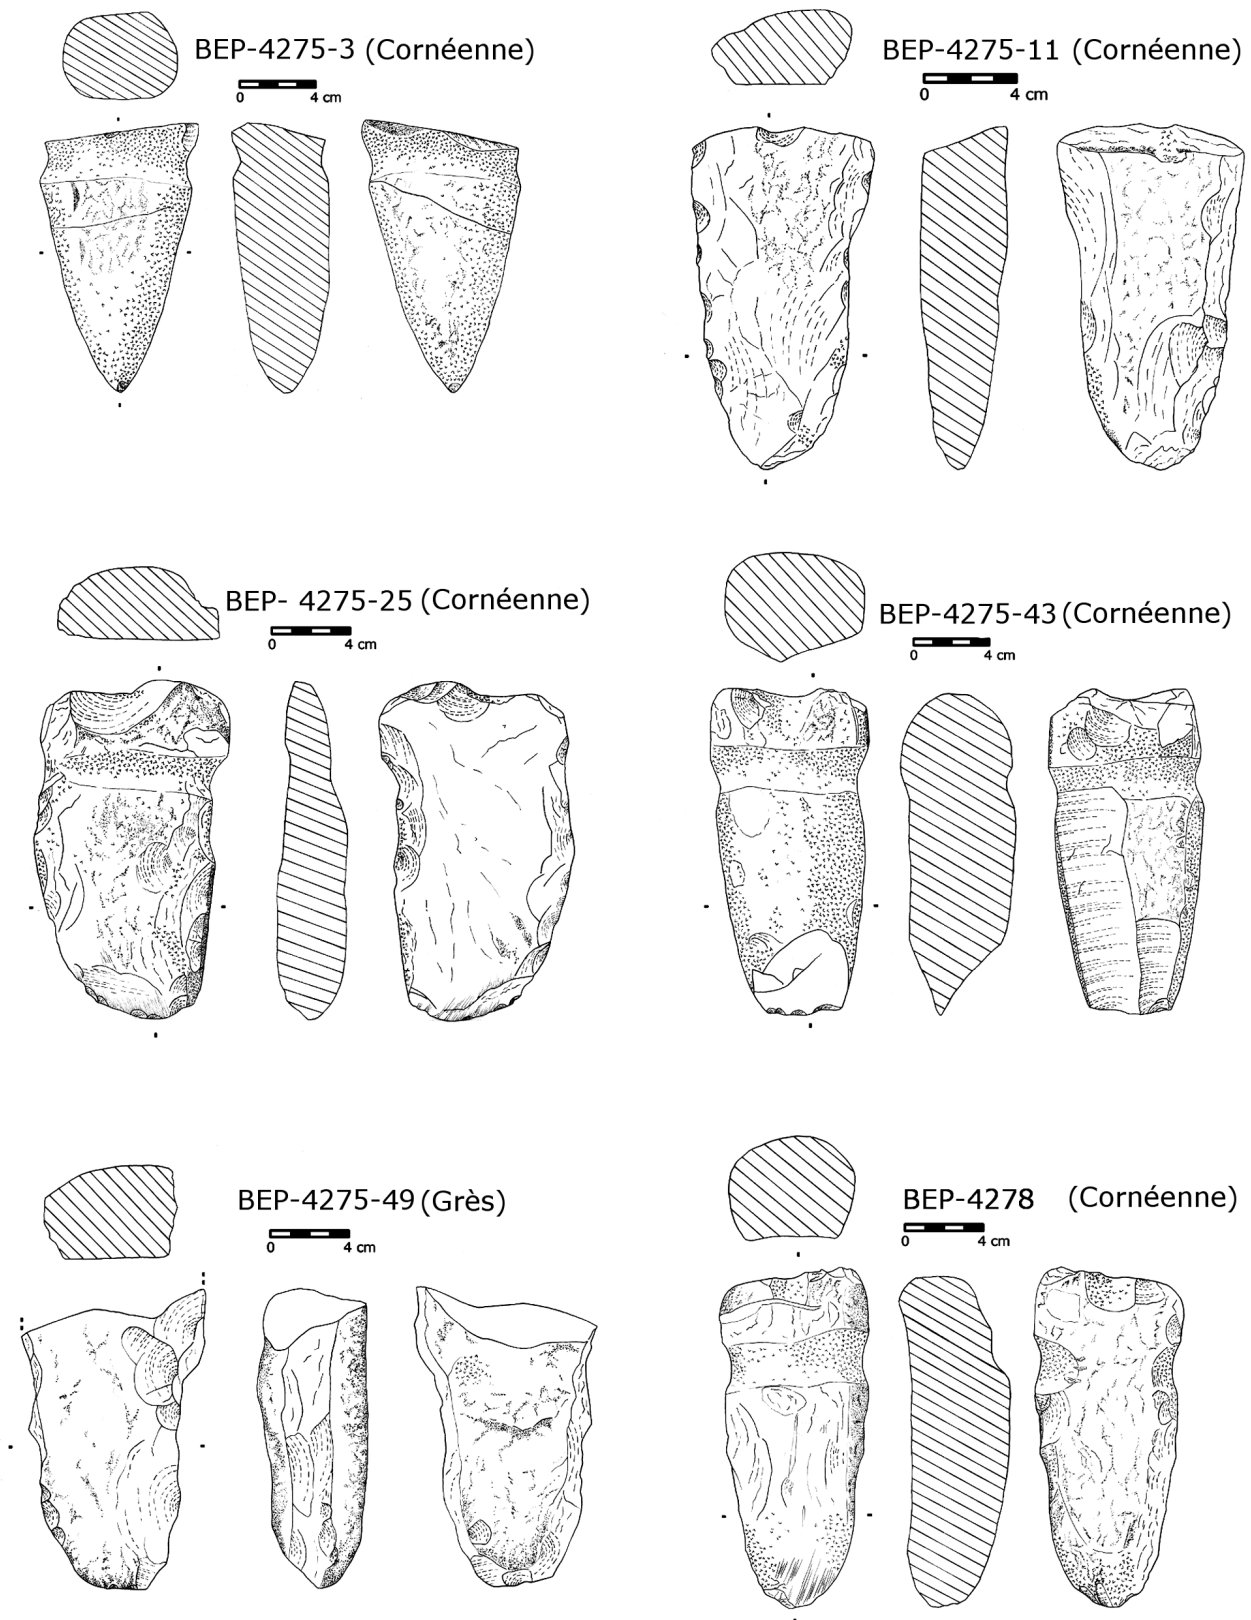 BEP-4275-3 (Cornéenne)
0 4 cm
BEP-4275-11 (Cornéenne)
0 4 cm
BEP- 4275-25 (Cornéenne)
0 4 cm
BEP-4275-43 (Cornéenne)
0 4 cm
BEP-4275-49 (Grès)
0 4 cm
BEP-4278 (Cornéenne)
0 4 cm